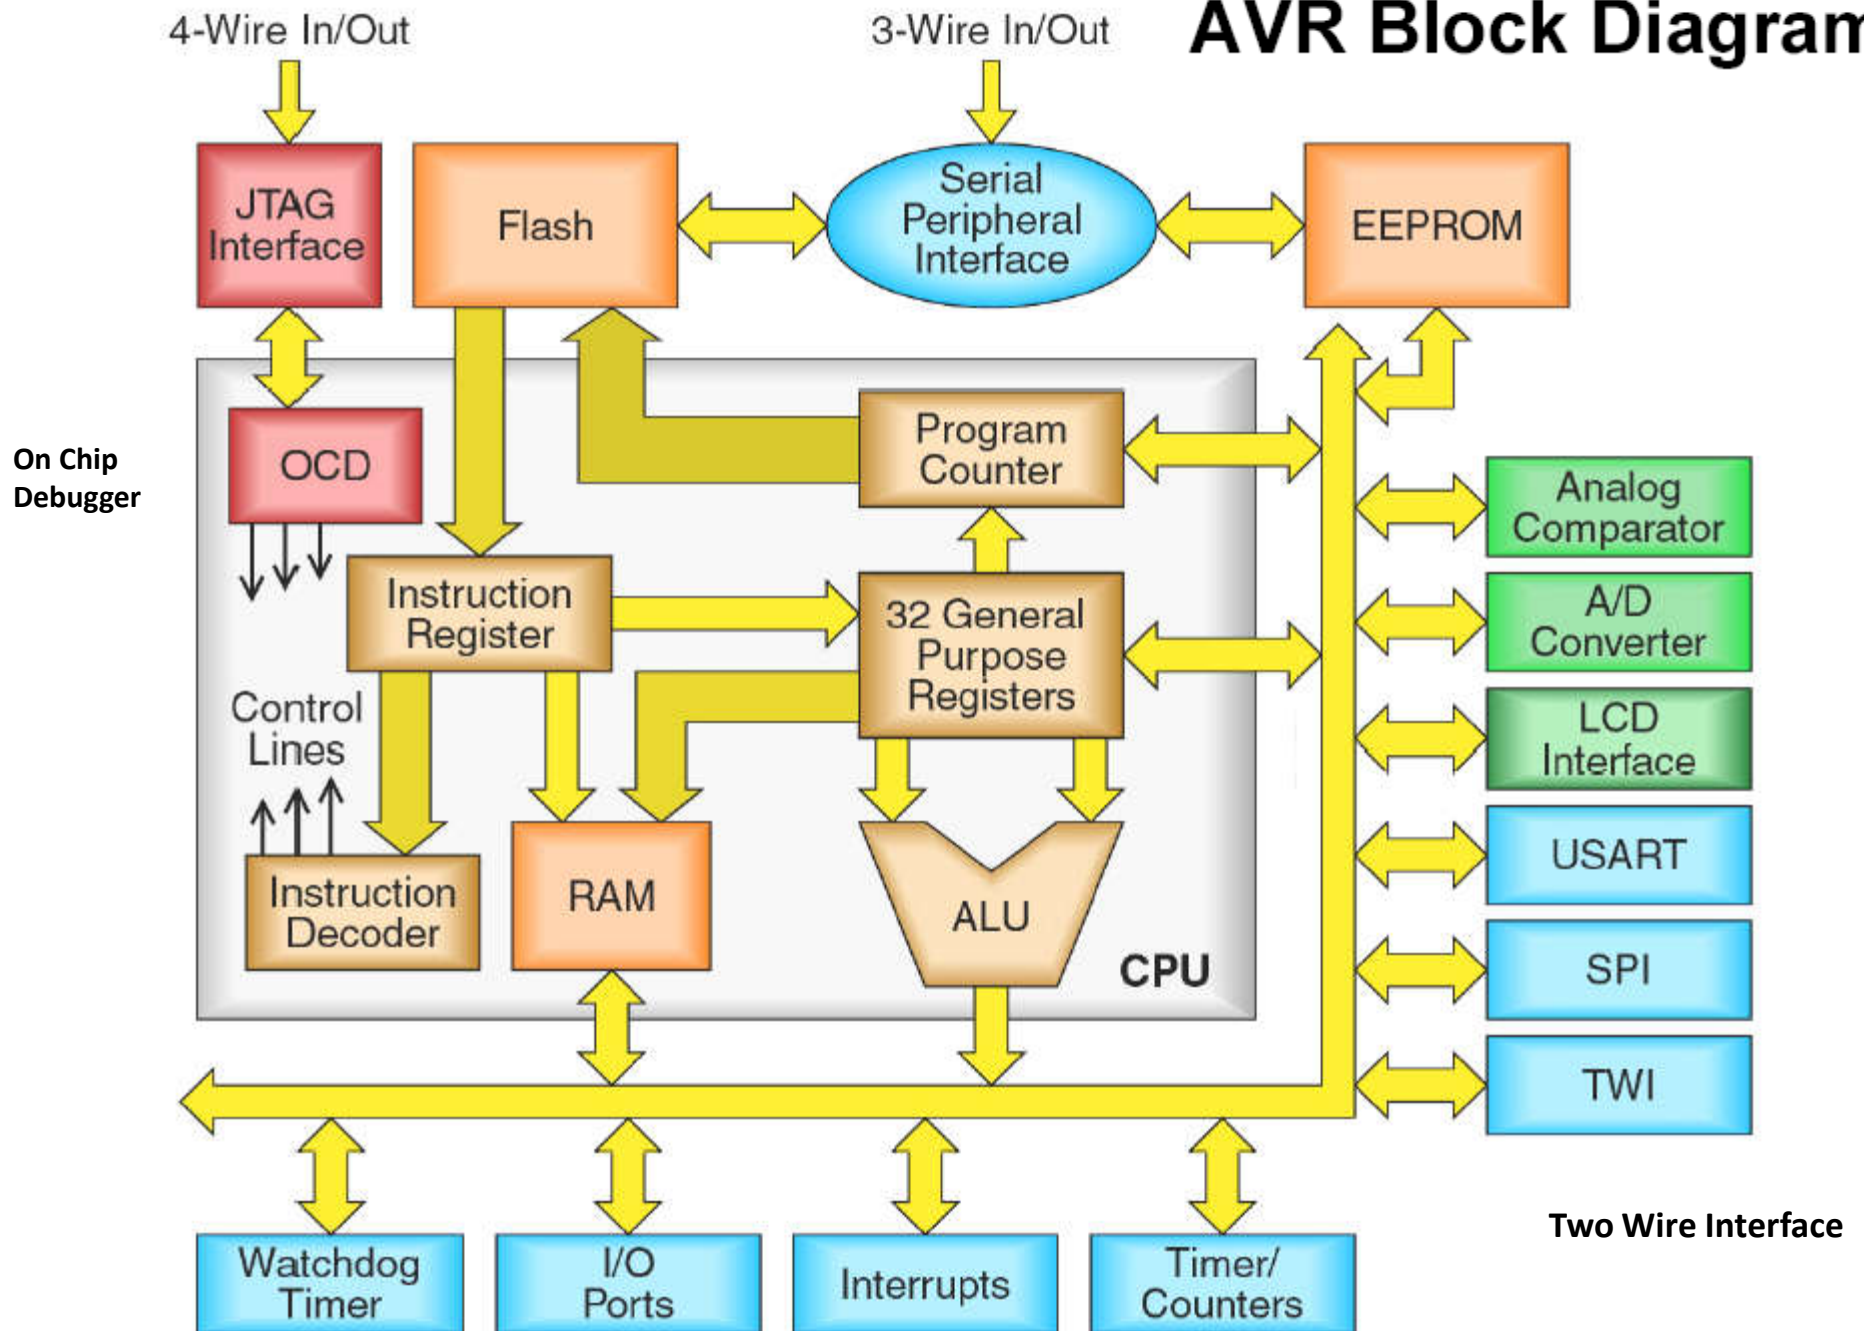 4-Wire In/Out
3-Wire In/Out
AVR Block Diagram
JTAG
Interface
Flash
Serial
Peripheral
Interface
EEPROM
On Chip
Debugger
OCD
Program
Counter
Analog
Comparator
Instruction
Register
32 General
Purpose
Registers
A/D
Converter
Control
Lines
LCD
Interface
Instruction
Decoder
RAM
ALU
CPU
USART
SPI
TWI
Two Wire Interface
Watchdog
Timer
I/O
Ports
Interrupts
Timer/
Counters